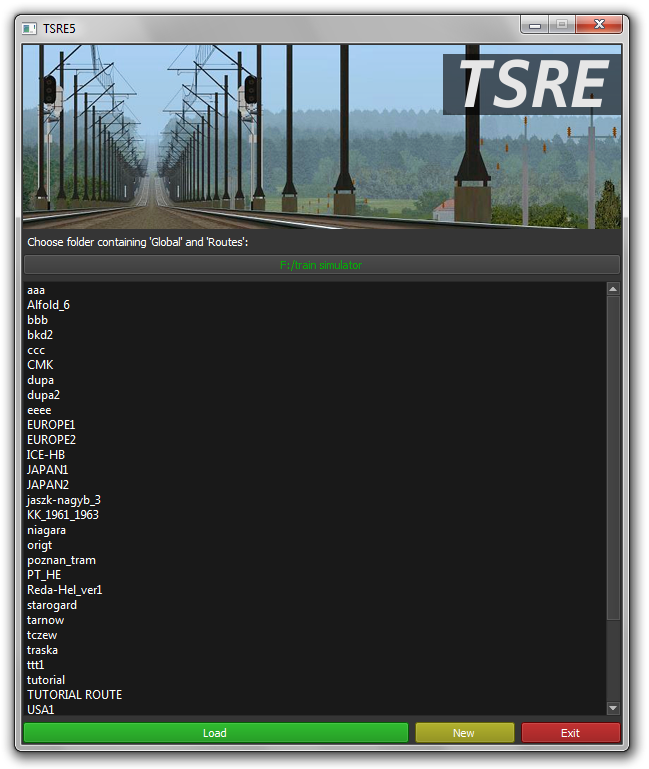 TSRE5
TSRE
Choose folder containing 'Global' and 'Routes':
F:/train simulator
aaa
Alfold_6
bbb
bkd2
ccc
CMK
dupa
dupa2
eeee
EUROPE1
EUROPE2
ICE-HB
JAPAN1
JAPAN2
jaszk-nagyb_3
KK_1961_1963
niagara
origt
poznan_tram
PT_HE
Reda-Hel_ver1
starogard
tarnow
tczew
traska
ttt1
tutorial
TUTORIAL ROUTE
USA1
Load New Exit